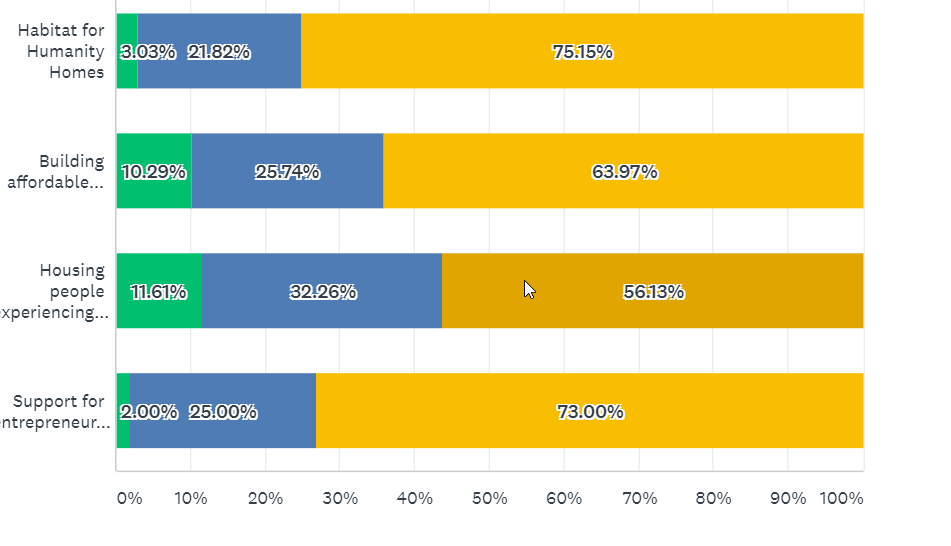 Habitat for
Humanity
Homes
3.03% 21.82% 75.15%
Building
affordable...
10.29% 25.74% 63.97%
Housing
people
xperiencing...
11.61% 32.26% 56.13%
Support for
entrepreneur...
2.00% 25.00% 73.00%
0% 10% 20% 30% 40% 50% 60% 70% 80% 90% 100%